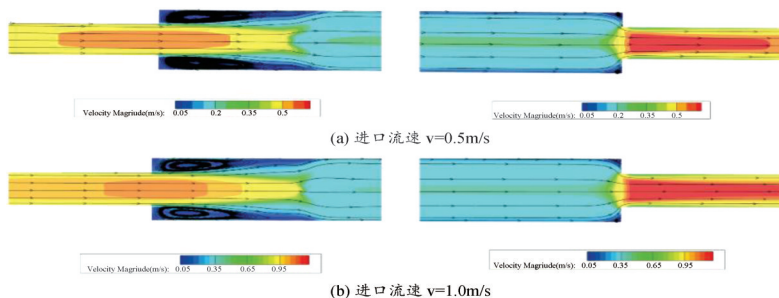 Velocity Magriude(m/s): 0.05 0.2 0.35 0.5
Velocity Magriude(m/s): 0.05 0.2 0.35 0.5
(a) 进口流速 v=0.5m/s
Velocity Magriude(m/s): 0.05 0.35 0.65 0.95
Velocity Magriude(m/s): 0.05 0.35 0.65 0.95
(b) 进口流速 v=1.0m/s